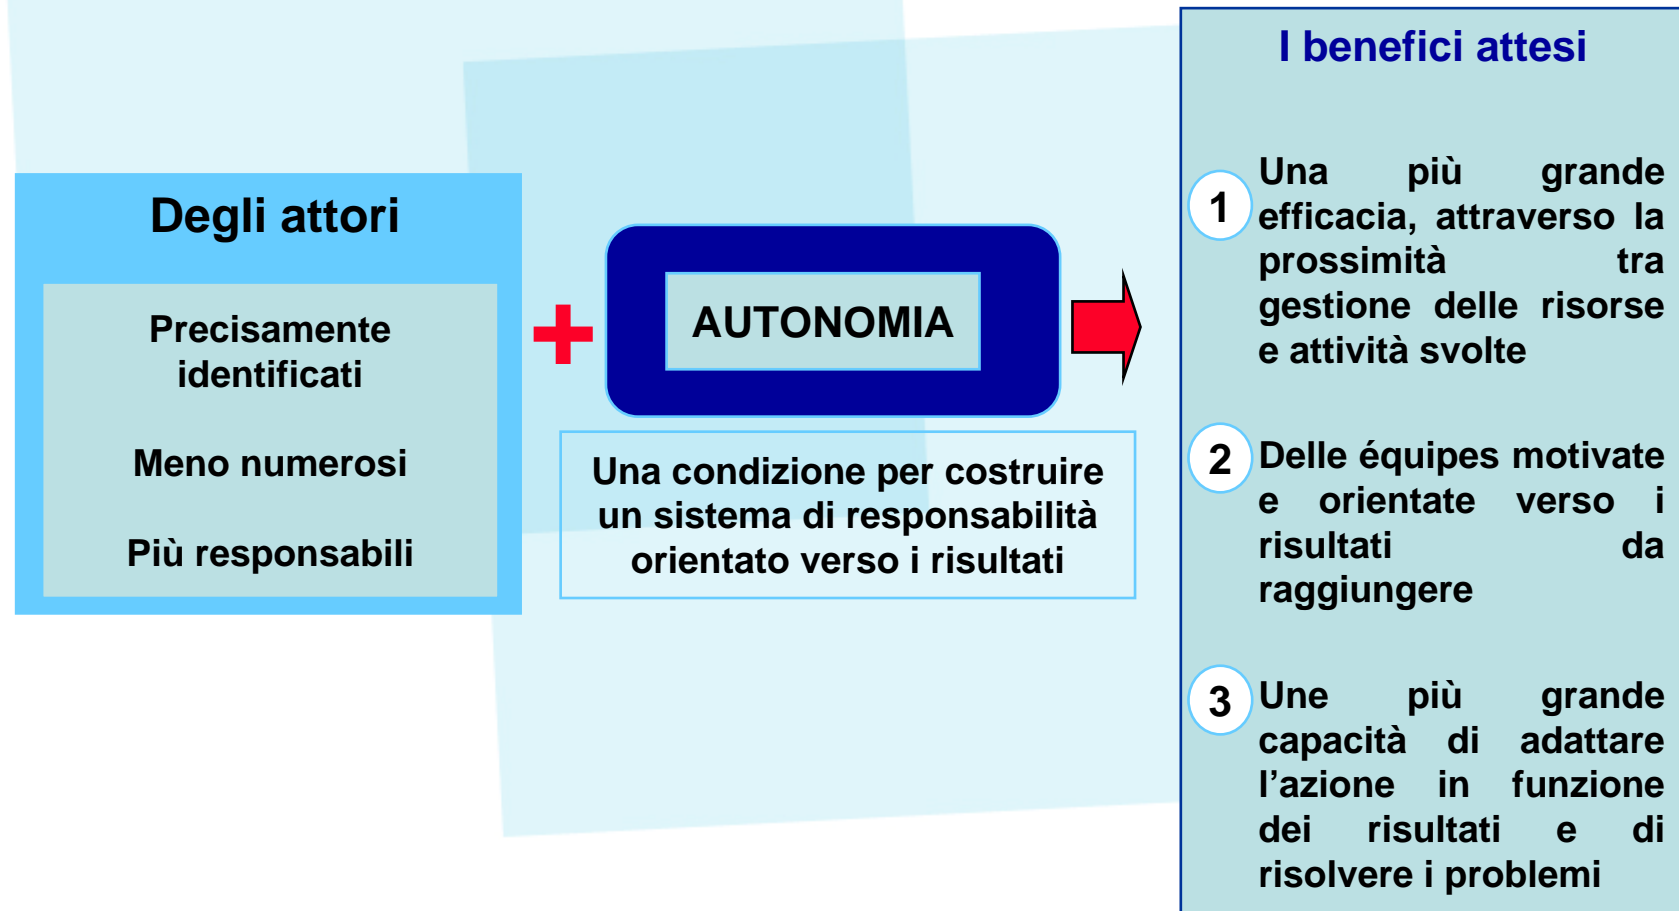 Degli attori
Precisamente
identificati
Meno numerosi
Più responsabili
+
AUTONOMIA
Una condizione per costruire
un sistema di responsabilità
orientato verso i risultati
I benefici attesi
1
Una più grande
efficacia, attraverso la
prossimità tra
gestione delle risorse
e attività svolte
2
Delle équipes motivate
e orientate verso i
risultati da
raggiungere
3
Une più grande
capacità di adattare
l’azione in funzione
dei risultati e di
risolvere i problemi